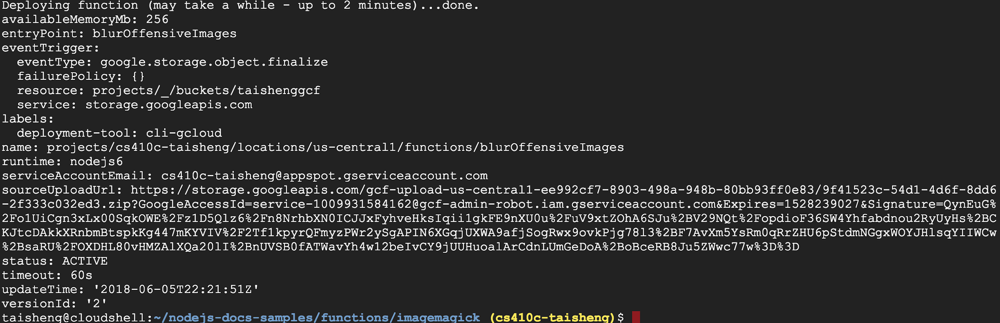 Deploying function (may take a while - up to 2 minutes)...done.
availableMemoryMb: 256
entryPoint: blurOffensiveImages
eventTrigger:
  eventType: google.storage.object.finalize
  failurePolicy: {}
  resource: projects/_/buckets/taishenggcf
  service: storage.googleapis.com
labels:
  deployment-tool: cli-gcloud
name: projects/cs410c-taisheng/locations/us-central1/functions/blurOffensiveImages
runtime: nodejs6
serviceAccountEmail: cs410c-taisheng@appspot.gserviceaccount.com
sourceUploadUrl: https://storage.googleapis.com/gcf-upload-us-central1-ee992cf7-8903-498a-948b-80bb93ff0e83/9f41523c-54d1-4d6f-8dd6
-2f333c032ed3.zip?GoogleAccessId=service-1009931584162@gcf-admin-robot.iam.gserviceaccount.com&Expires=1528239027&Signature=QynEuG%
2Fo1UiCgn3xLx00SqkOWE%2Fz1D5Qlz6%2Fn8NrhbXN0ICJJxFyhveHksIqii1gkFE9nXU0u%2FuV9xtZOhA6SJu%2BV29NQt%2FopdioF36SW4Yhfabdnou2RyUyHs%2BC
KJtcDAkkXRnbmBtspkKg447mKYVIV%2F2Tf1kpyrQFmyzPWr2ySgAPIN6XGqjUXWA9afjSogRwx9ovkPjg78l3%2BF7AvXm5YsRm0qRrZHU6pStdmNGgxWOYJHlsqYIIWCw
%2BsaRU%2FOXDHL80vHMZAlXQa20lI%2BnUVSB0fATWavYh4w12beIvCY9jUUHuoalArCdnLUmGeDoA%2BoBceRB8Ju5ZWwc77w%3D%3D
status: ACTIVE
timeout: 60s
updateTime: '2018-06-05T22:21:51Z'
versionId: '2'
taisheng@cloudshell:~/nodejs-docs-samples/functions/imagemagick (cs410c-taisheng)$